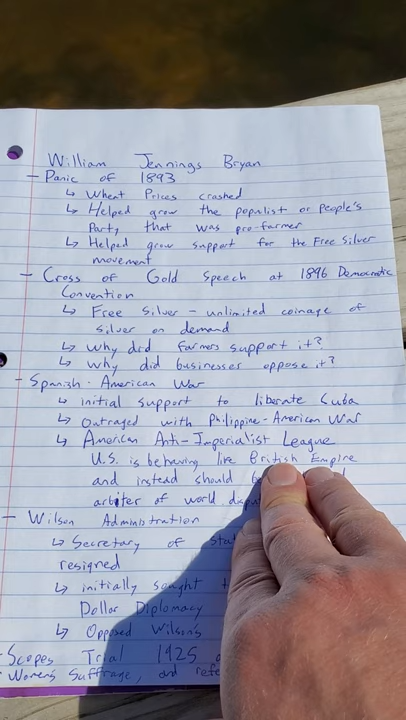 William Jennings Bryan
- Panic of 1893
↳ Wheat Prices crashed
↳ Helped grow the populist or people's
Party that was pro-farmer
↳ Helped grow support for the Free Silver
movement
- Cross of Gold Speech at 1896 Democratic
Convention
↳ Free Silver - unlimited coinage of
silver on demand
↳ why did farmers support it?
↳ why did businesses oppose it?
- Spanish-American War
↳ initial support to liberate Cuba
↳ Outraged with Philippine-American War
↳ American Anti-Imperialist League
U.S. is behaving like British Empire
and instead should
arbiter of world
- Wilson Administration
↳ Secretary of
resigned
↳ initially sought
Dollar Diplomacy
↳ Opposed Wilson's
- Scopes Trial 1925
- Women's Suffrage, and